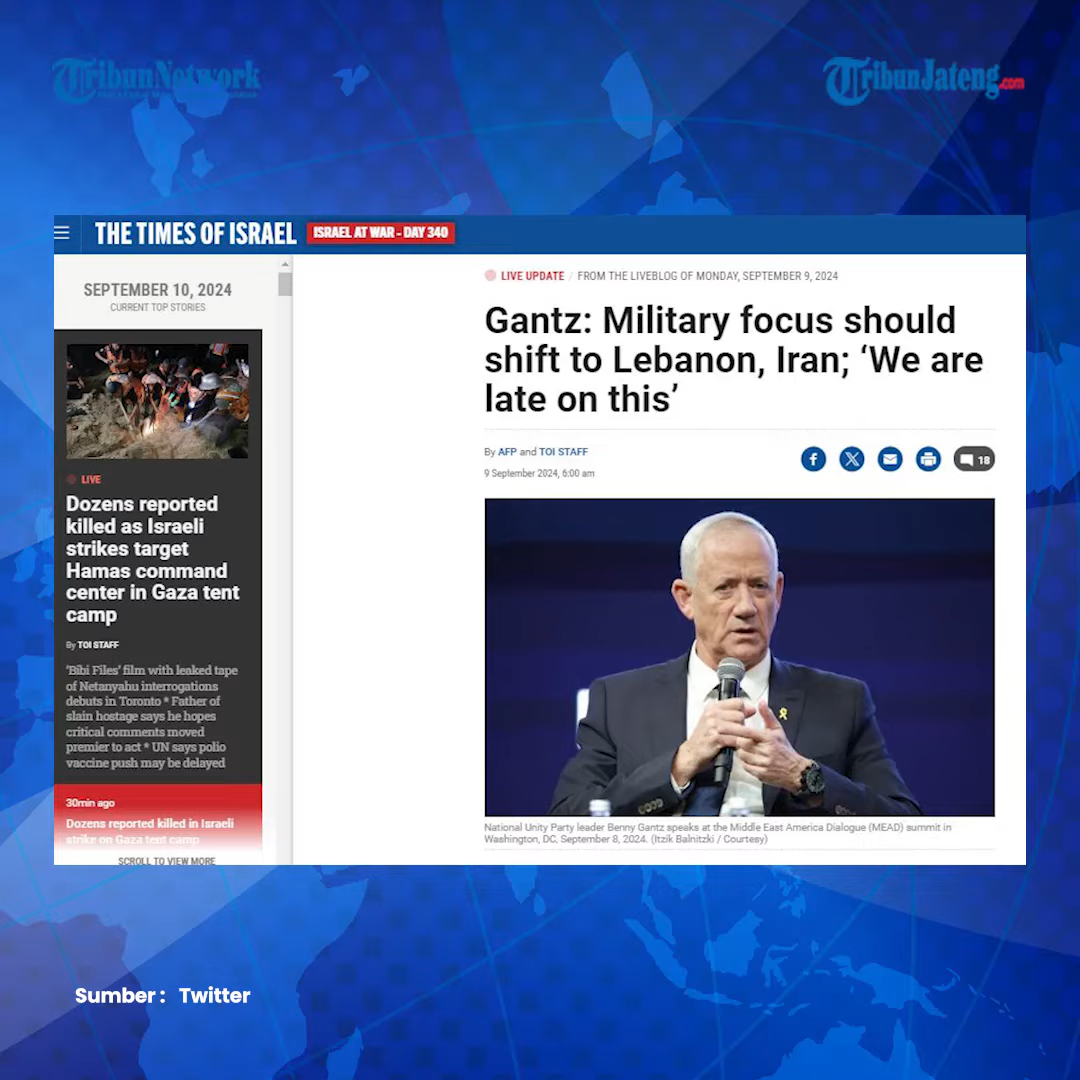 TribunNetwork
TribunJateng.com
THE TIMES OF ISRAEL
ISRAEL AT WAR - DAY 340
SEPTEMBER 10, 2024
CURRENT TOP STORIES
LIVE
Dozens reported
killed as Israeli
strikes target
Hamas command
center in Gaza tent
camp
By TOI STAFF
'Bibi Files' film with leaked tape
of Netanyahu interrogations
debuts in Toronto * Father of
slain hostage says he hopes
critical comments moved
premier to act * UN says polio
vaccine push may be delayed
30min ago
Dozens reported killed in Israeli
strike on Gaza tent camp
SCROLL TO VIEW MORE
LIVE UPDATE / FROM THE LIVEBLOG OF MONDAY, SEPTEMBER 9, 2024
Gantz: Military focus should
shift to Lebanon, Iran; ‘We are
late on this’
By AFP and TOI STAFF
9 September 2024, 6:00 am
18
National Unity Party leader Benny Gantz speaks at the Middle East America Dialogue (MEAD) summit in
Washington, DC, September 8, 2024. (Itzik Balnitzki / Courtesy)
Sumber : Twitter